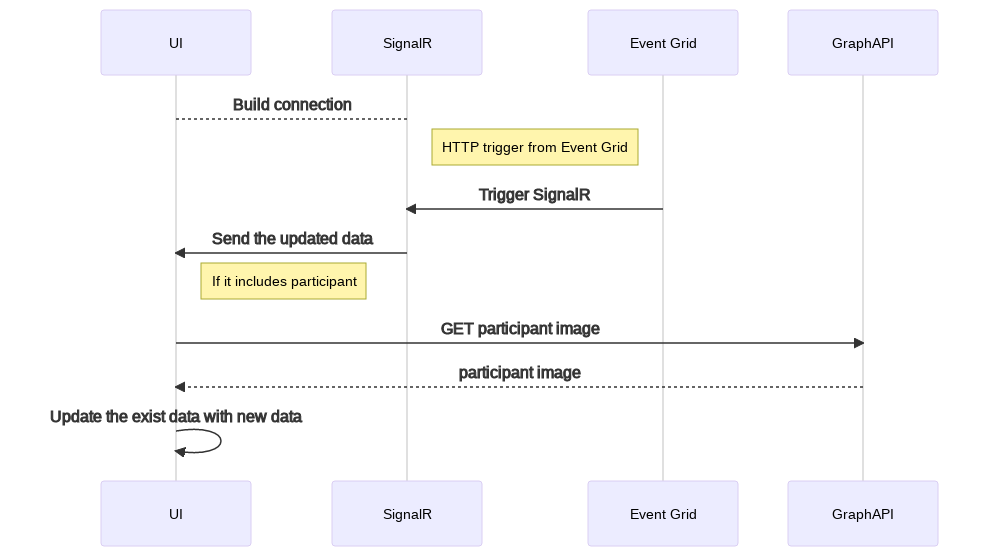 UI
SignalR
Event Grid
GraphAPI
Build connection
HTTP trigger from Event Grid
Trigger SignalR
Send the updated data
If it includes participant
GET participant image
participant image
Update the exist data with new data
UI
SignalR
Event Grid
GraphAPI